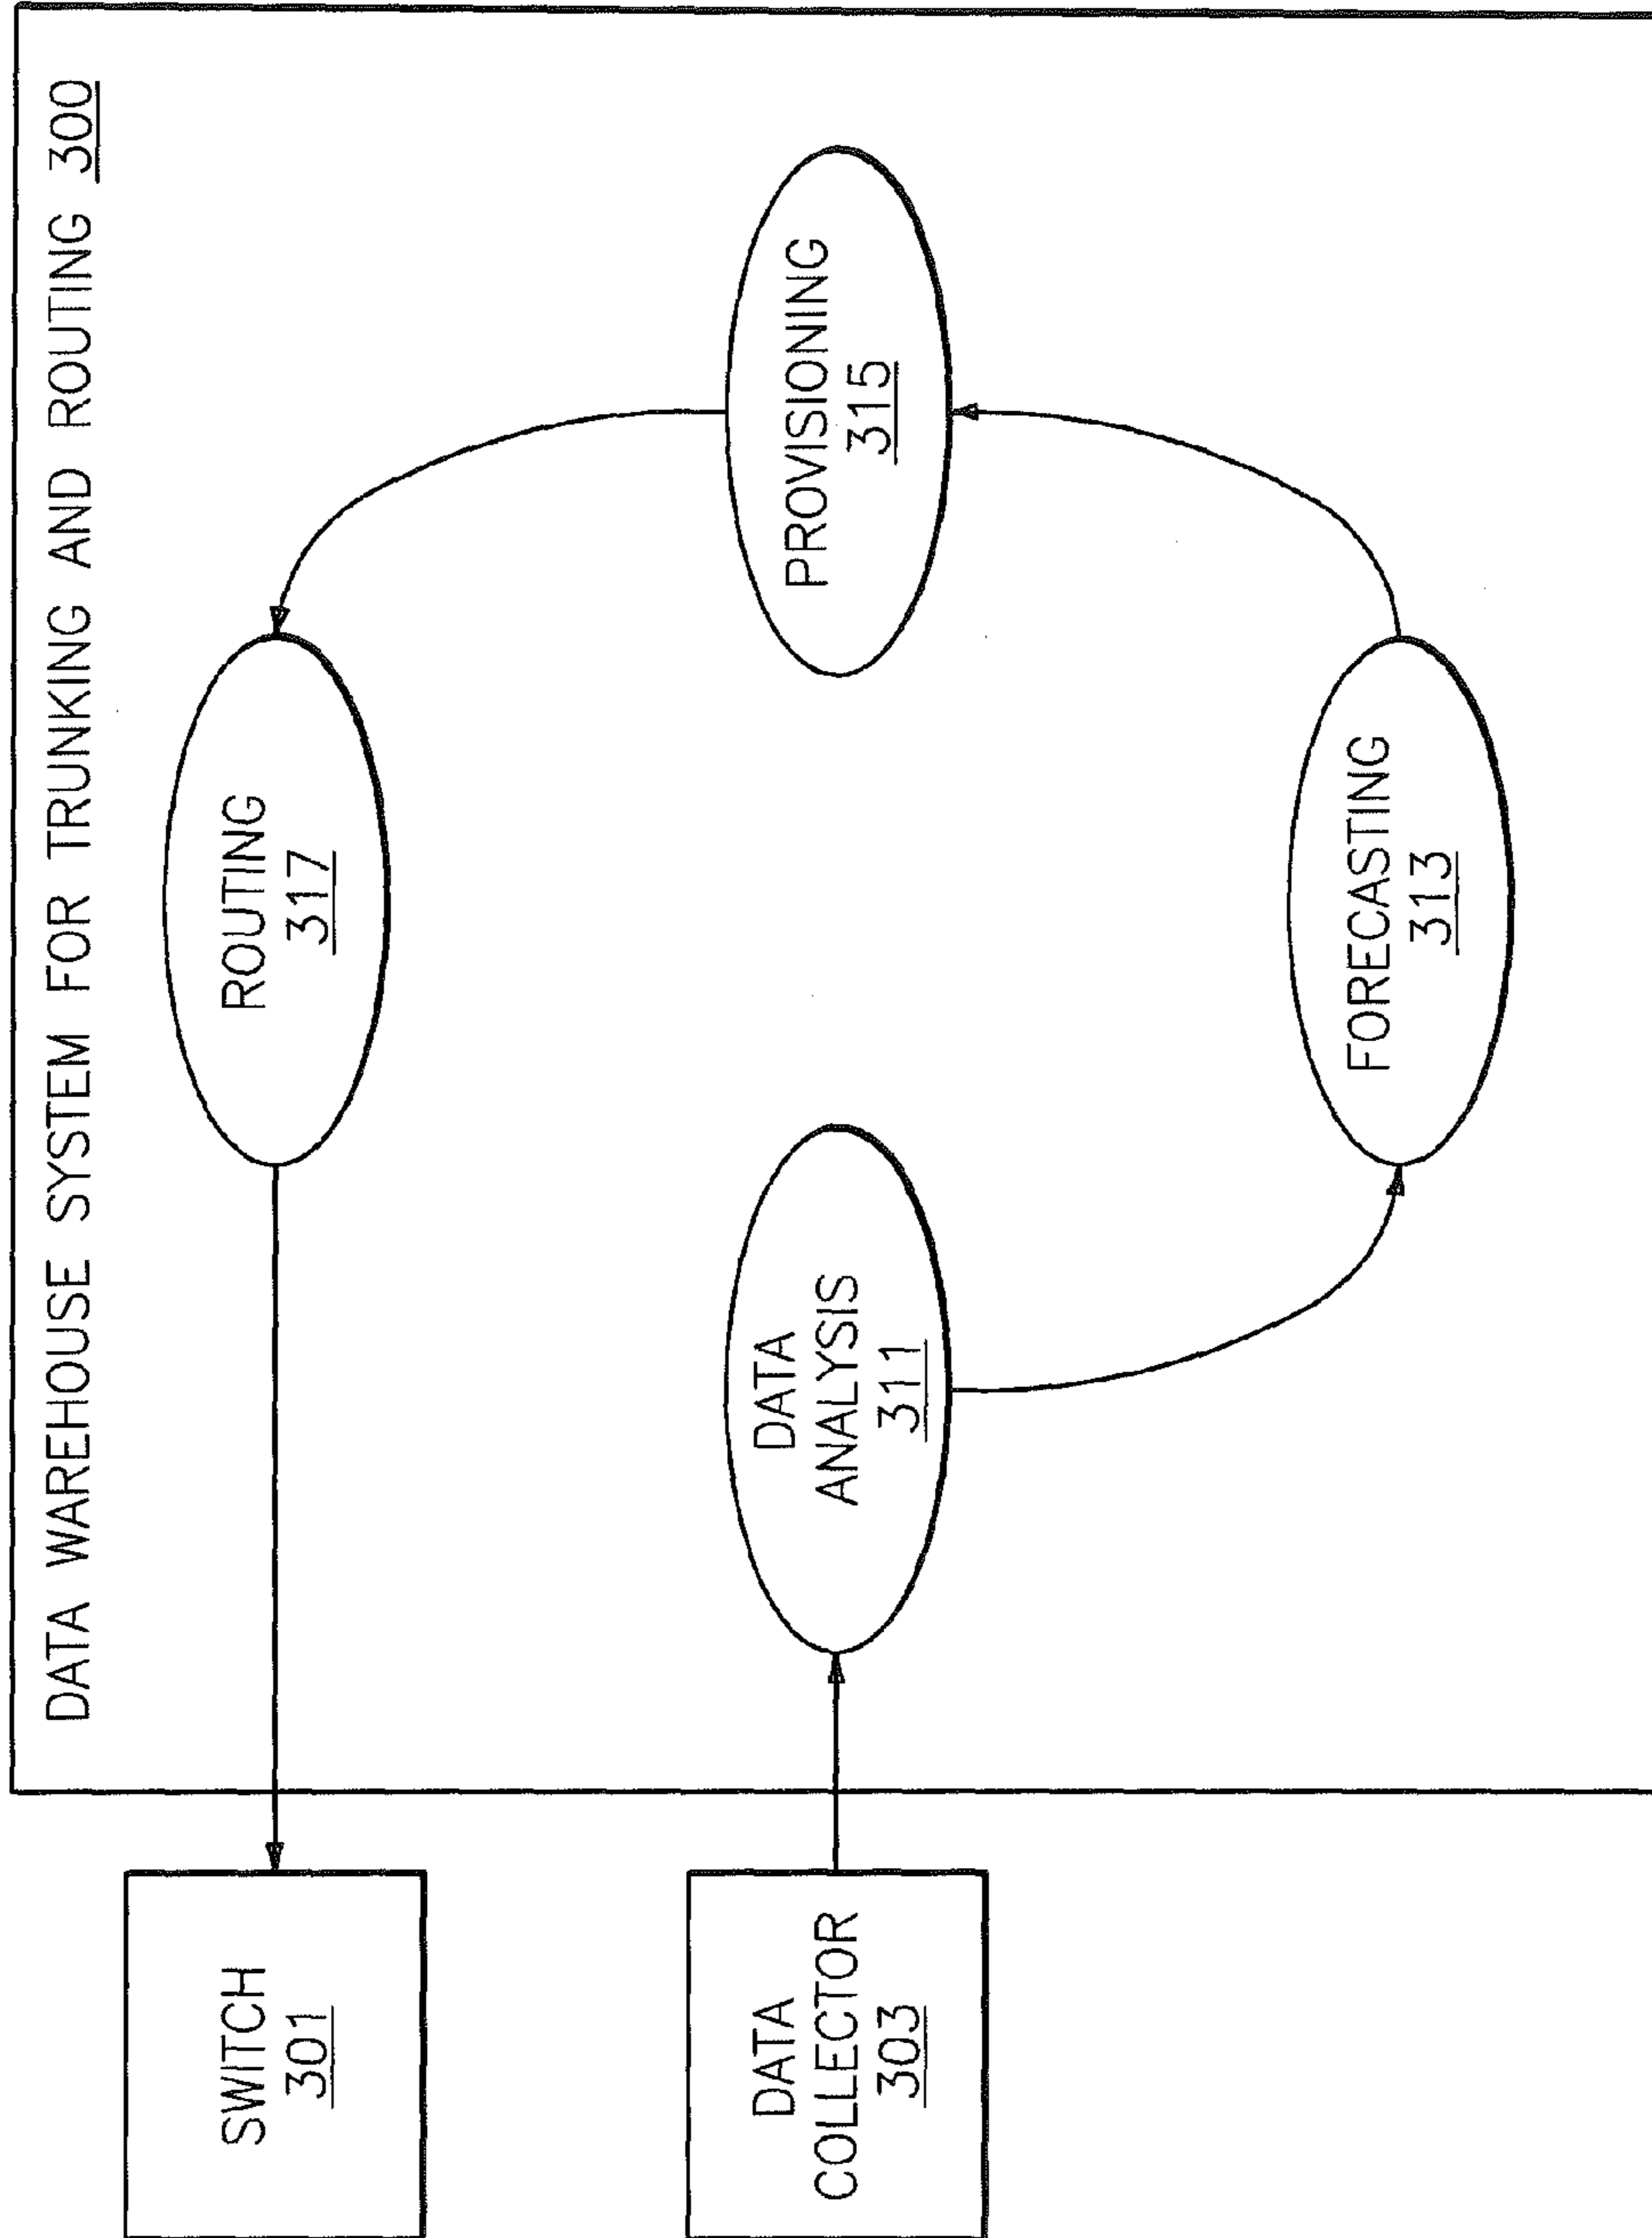 DATA WAREHOUSE SYSTEM FOR TRUNKING AND ROUTING 300
SWITCH
301
ROUTING
317
DATA
COLLECTOR
303
DATA
ANALYSIS
311
PROVISIONING
315
FORECASTING
313